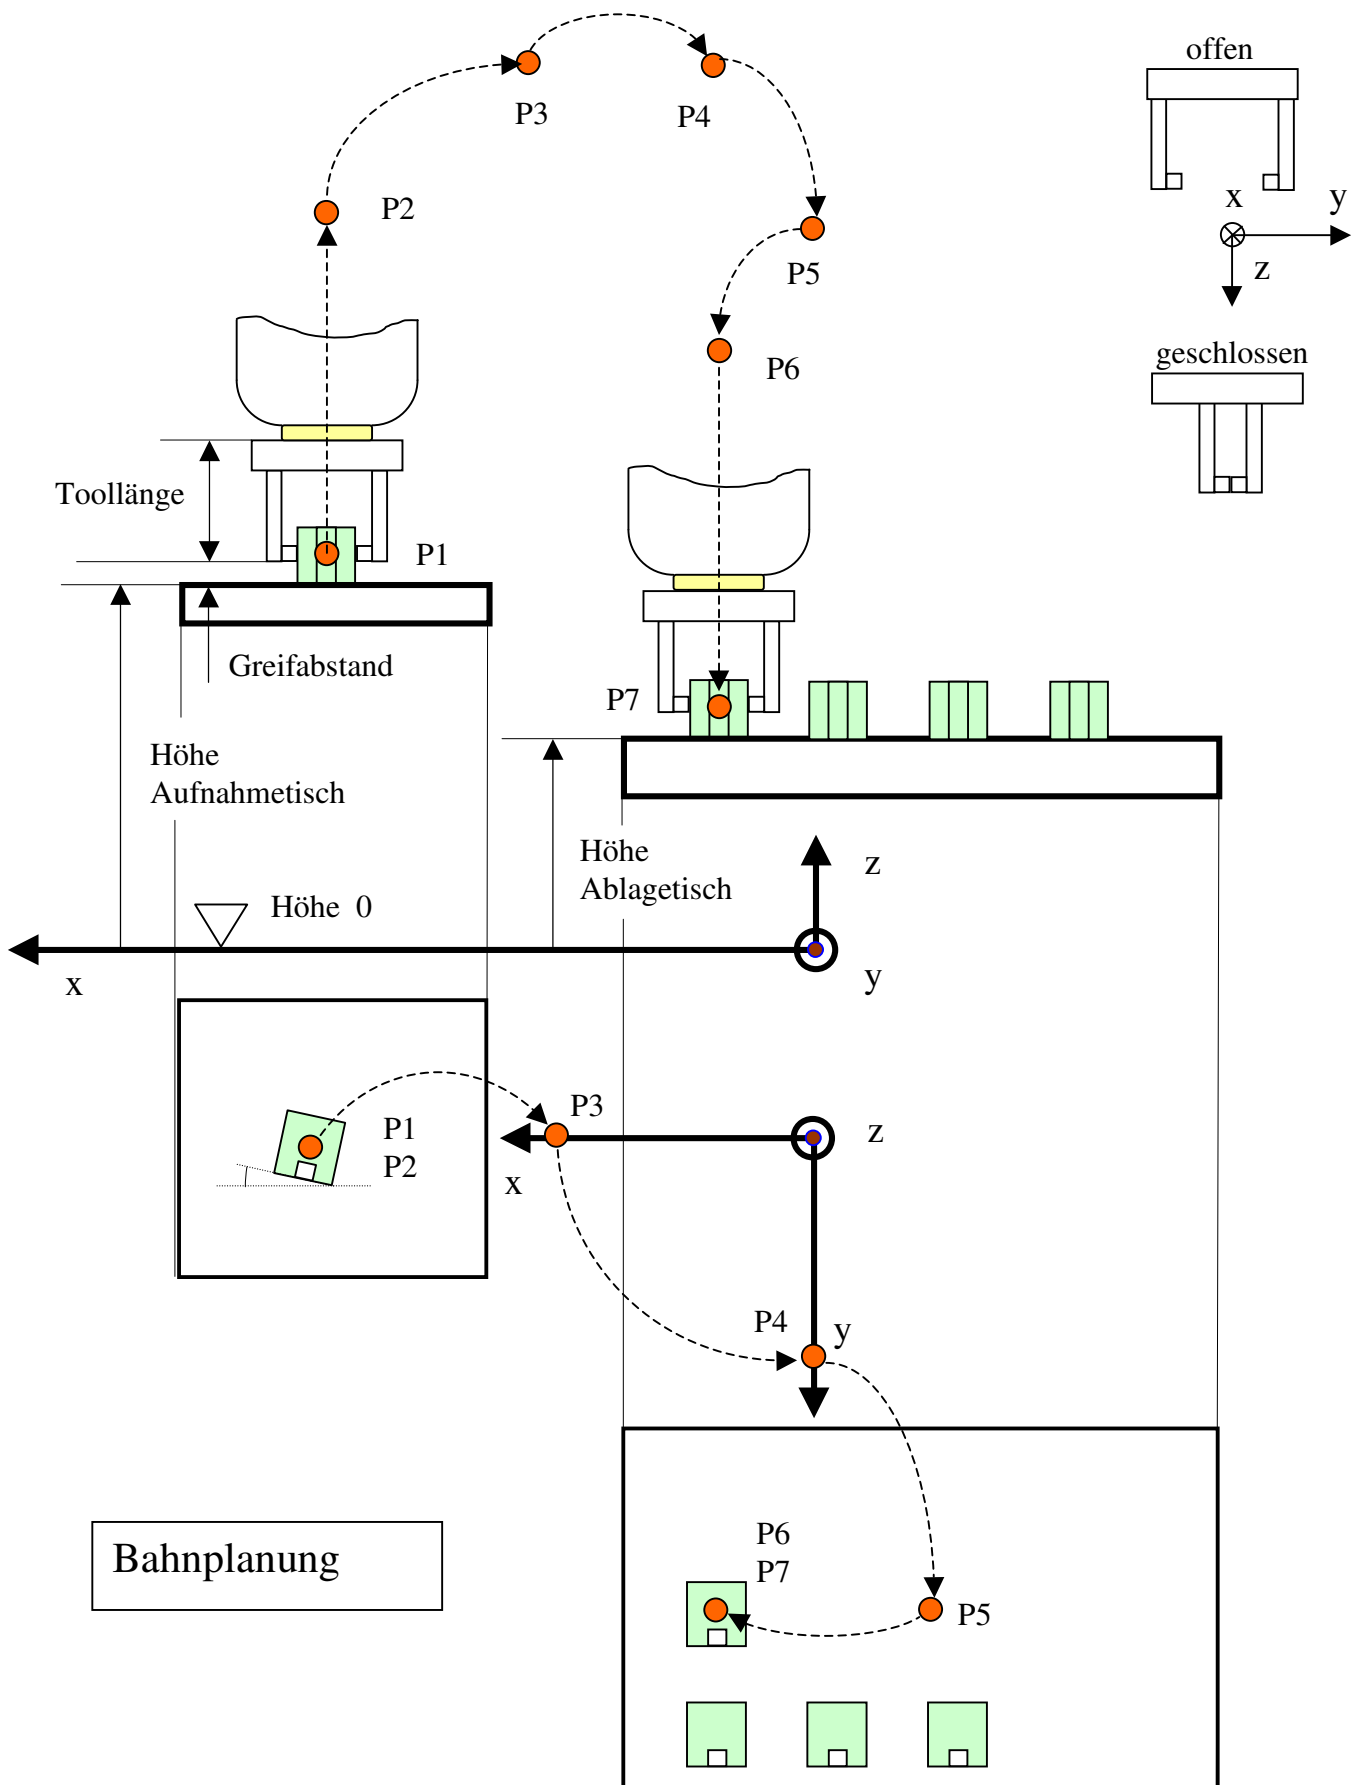 offen
P3
P4
P2
x
y
P5
z
geschlossen
P6
Toollänge
P1
Greifabstand
P7
Höhe
Aufnahmetisch
Höhe
Ablagetisch
z
Höhe 0
x
y
P3
P1
P2
z
x
P4
y
P6
P7
Bahnplanung
P5